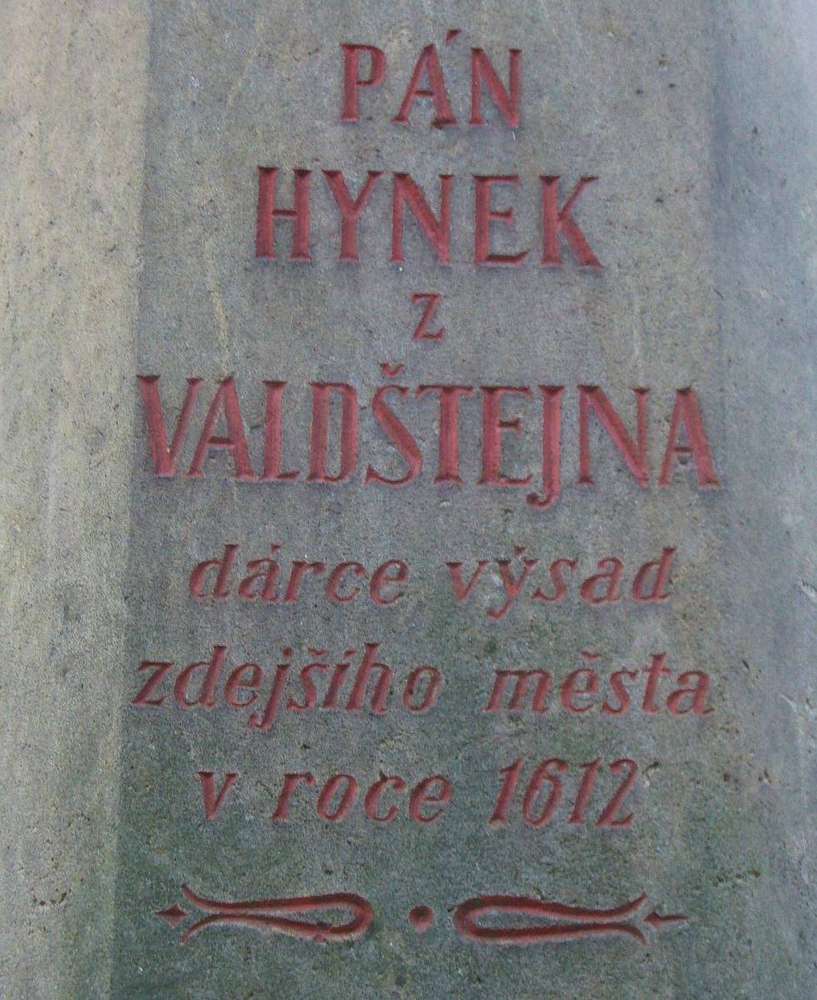 PÁN
HYNEK
z
VALDŠTEJNA
dárce výsad
zdejšího města
v roce 1612